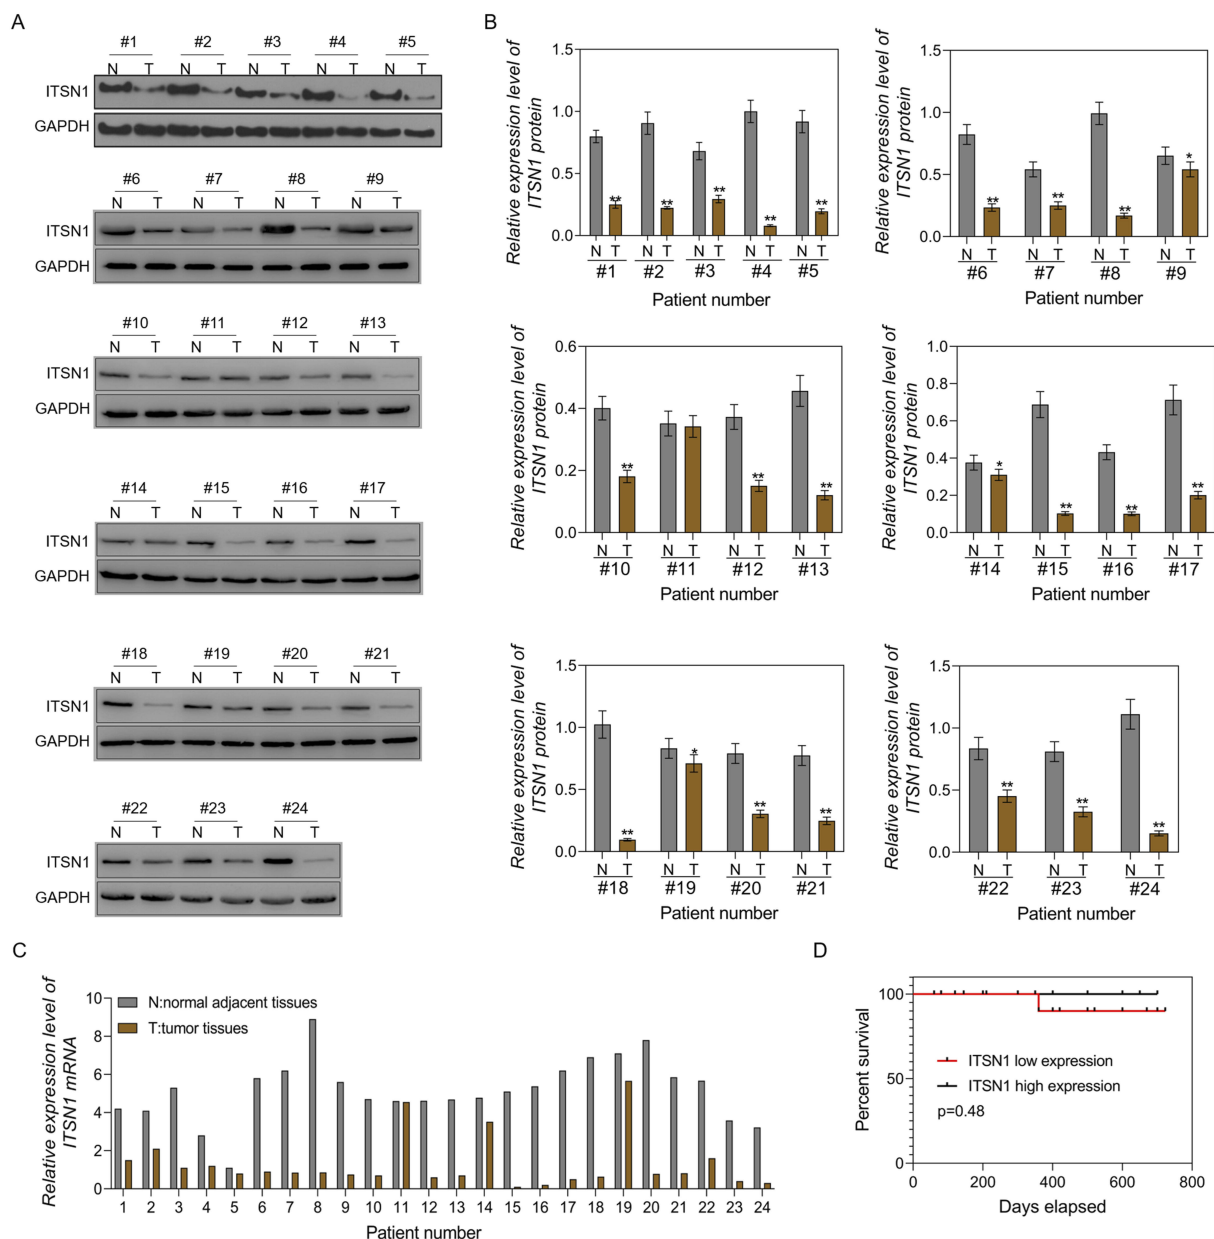 A
#1 #2 #3 #4 #5
N T N T N T N T N T
ITSN1
GAPDH
#6 #7 #8 #9
N T N T N T N T
ITSN1
GAPDH
#10 #11 #12 #13
N T N T N T N T
ITSN1
GAPDH
#14 #15 #16 #17
N T N T N T N T
ITSN1
GAPDH
#18 #19 #20 #21
N T N T N T N T
ITSN1
GAPDH
#22 #23 #24
N T N T N T
ITSN1
GAPDH
B
Relative expression level of
ITSN1 protein
1.5
1.0
0.5
0.0
** ** ** ** **
N T N T N T N T N T
#1 #2 #3 #4 #5
Patient number
Relative expression level of
ITSN1 protein
1.5
1.0
0.5
0.0
** ** ** *
N T N T N T N T
#6 #7 #8 #9
Patient number
Relative expression level of
ITSN1 protein
0.6
0.4
0.2
0.0
** ** **
N T N T N T N T
#10 #11 #12 #13
Patient number
Relative expression level of
ITSN1 protein
1.0
0.8
0.6
0.4
0.2
0.0
* ** ** **
N T N T N T N T
#14 #15 #16 #17
Patient number
Relative expression level of
ITSN1 protein
1.5
1.0
0.5
0.0
** * ** **
N T N T N T N T
#18 #19 #20 #21
Patient number
Relative expression level of
ITSN1 protein
1.5
1.0
0.5
0.0
** ** **
N T N T N T
#22 #23 #24
Patient number
C
Relative expression level of
ITSN1 mRNA
10
8
6
4
2
0
N:normal adjacent tissues
T:tumor tissues
1 2 3 4 5 6 7 8 9 10 11 12 13 14 15 16 17 18 19 20 21 22 23 24
Patient number
D
Percent survival
100
50
0
ITSN1 low expression
ITSN1 high expression
p=0.48
0 200 400 600 800
Days elapsed